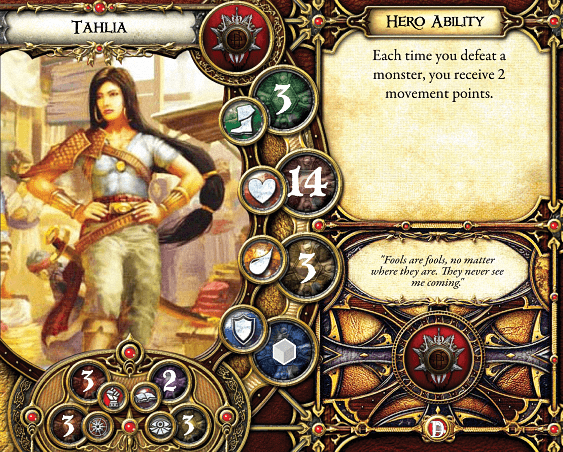 Tahlia
Hero Ability
Each time you defeat a
monster, you receive 2
movement points.
3
14
3
"Fools are fools, no matter
where they are. They never see
me coming."
3
2
3
3